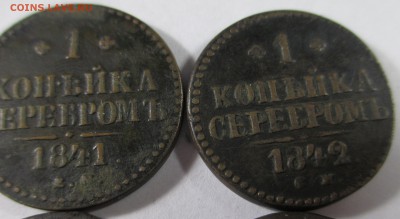 COINS.LAVE.RU
1
КОПѢЙКА
СЕРЕБРОМЪ
1841
1
КОПѢЙКА
СЕРЕБРОМЪ
1842